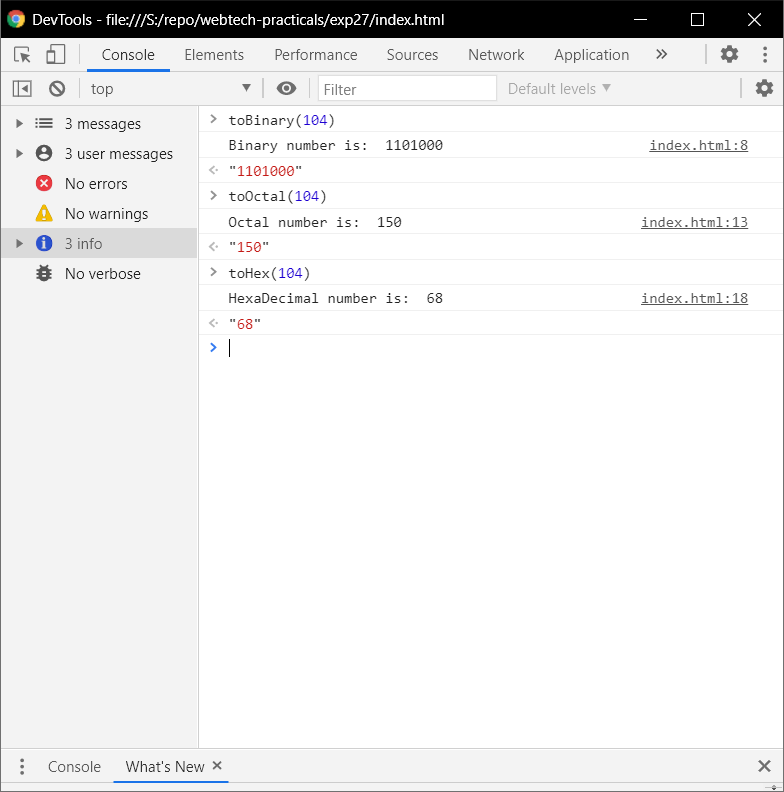 DevTools - file:///S:/repo/webtech-practicals/exp27/index.html
Console Elements Performance Sources Network Application »
top Filter Default levels
3 messages
3 user messages
No errors
No warnings
3 info
No verbose
toBinary(104)
Binary number is:  1101000 index.html:8
"1101000"
toOctal(104)
Octal number is:  150 index.html:13
"150"
toHex(104)
HexaDecimal number is:  68 index.html:18
"68"
Console What's New